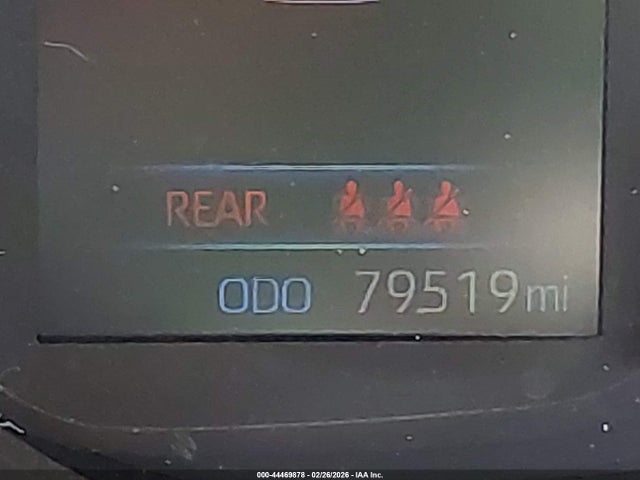 REAR
ODO 79519mi
000-44469878 - 02/26/2026 - IAA Inc.